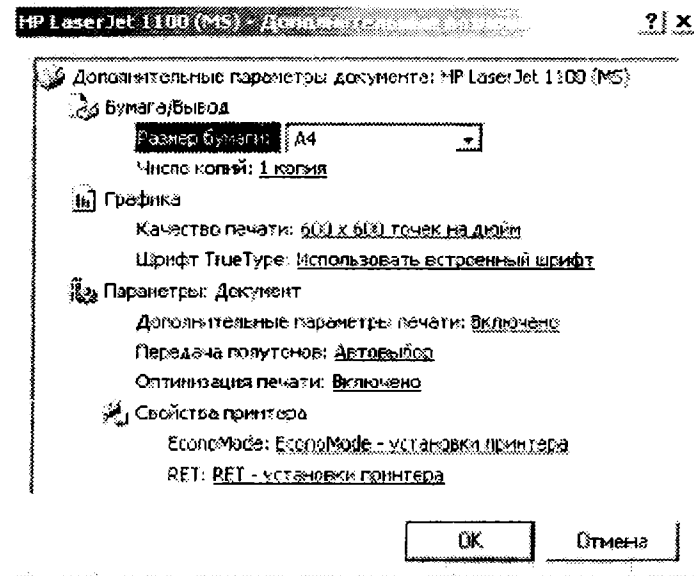 HP LaserJet 1100 (MS) - Дополнительные
Дополнительные параметры документа: HP LaserJet 1100 (MS)
Бумага/Вывод
Размер бумаги: A4
Число копий: 1 копия
Графика
Качество печати: 600 x 600 точек на дюйм
Шрифт TrueType: Использовать встроенный шрифт
Параметры: Документ
Дополнительные параметры печати: Включено
Передача полутонов: Автовыбор
Оптимизация печати: Включено
Свойства принтера
EconoMode: EconoMode - установки принтера
RET: RET - установки принтера
OK Отмена